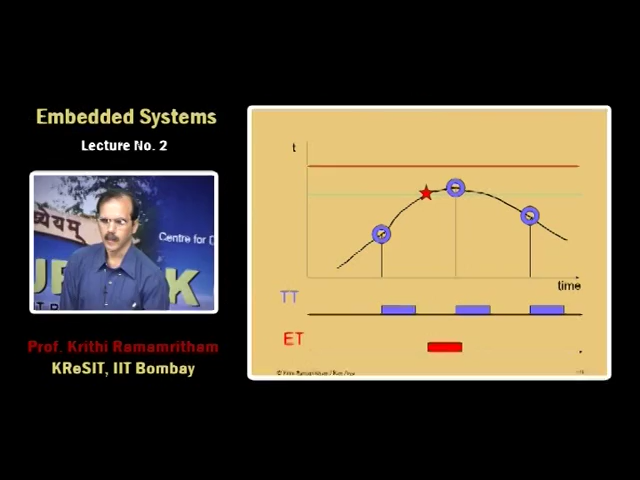 Embedded Systems
Lecture No. 2
Centre for D
K
Prof. Krithi Ramamritham
KReSIT, IIT Bombay
t
time
TT
ET